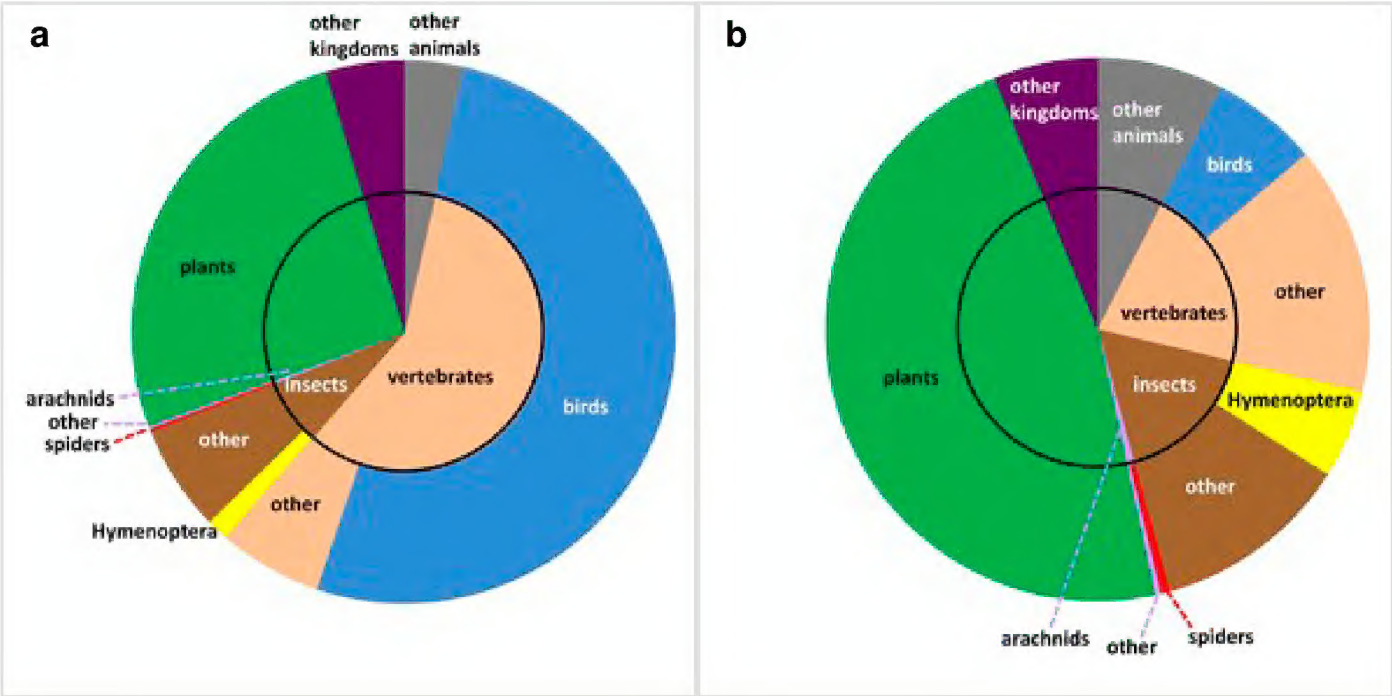 a
other
kingdoms
other
animals
plants
arachnids
other
spiders
insects
vertebrates
birds
other
other
Hymenoptera
b
other
kingdoms
other
animals
birds
other
vertebrates
plants
insects
Hymenoptera
other
arachnids
other
spiders